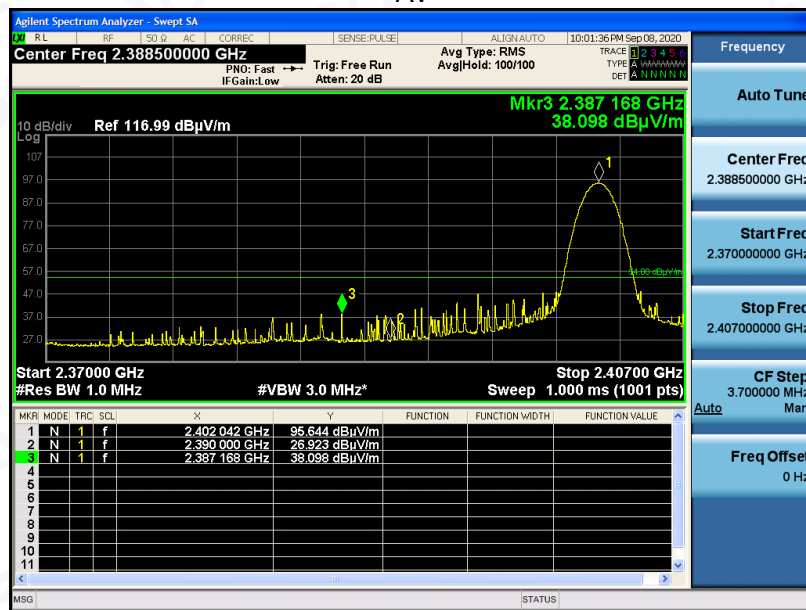 Agilent Spectrum Analyzer - Swept SA
LXI RL RF 50 Ω AC CORREC SENSE:PULSE ALIGN AUTO 10:01:36 PM Sep 08, 2020
Center Freq 2.388500000 GHz
PNO: Fast
IFGain:Low
Trig: Free Run
Atten: 20 dB
Avg Type: RMS
Avg|Hold: 100/100
TRACE 1 2 3 4 5 6
TYPE A
DET A N N N N N
Mkr3 2.387 168 GHz
38.098 dBµV/m
10 dB/div Ref 116.99 dBµV/m
Log
107
97.0
87.0
77.0
67.0
57.0
47.0
37.0
27.0
1
2
3
Start 2.37000 GHz Stop 2.40700 GHz
#Res BW 1.0 MHz #VBW 3.0 MHz* Sweep 1.000 ms (1001 pts)
MKR MODE TRC SCL X Y FUNCTION FUNCTION WIDTH FUNCTION VALUE
1 N 1 f 2.402 042 GHz 95.644 dBµV/m
2 N 1 f 2.390 000 GHz 26.923 dBµV/m
3 N 1 f 2.387 168 GHz 38.098 dBµV/m
4
5
6
7
8
9
10
11
MSG STATUS
Frequency
Auto Tune
Center Freq
2.388500000 GHz
Start Freq
2.370000000 GHz
Stop Freq
2.407000000 GHz
CF Step
3.700000 MHz
Auto Man
Freq Offset
0 Hz